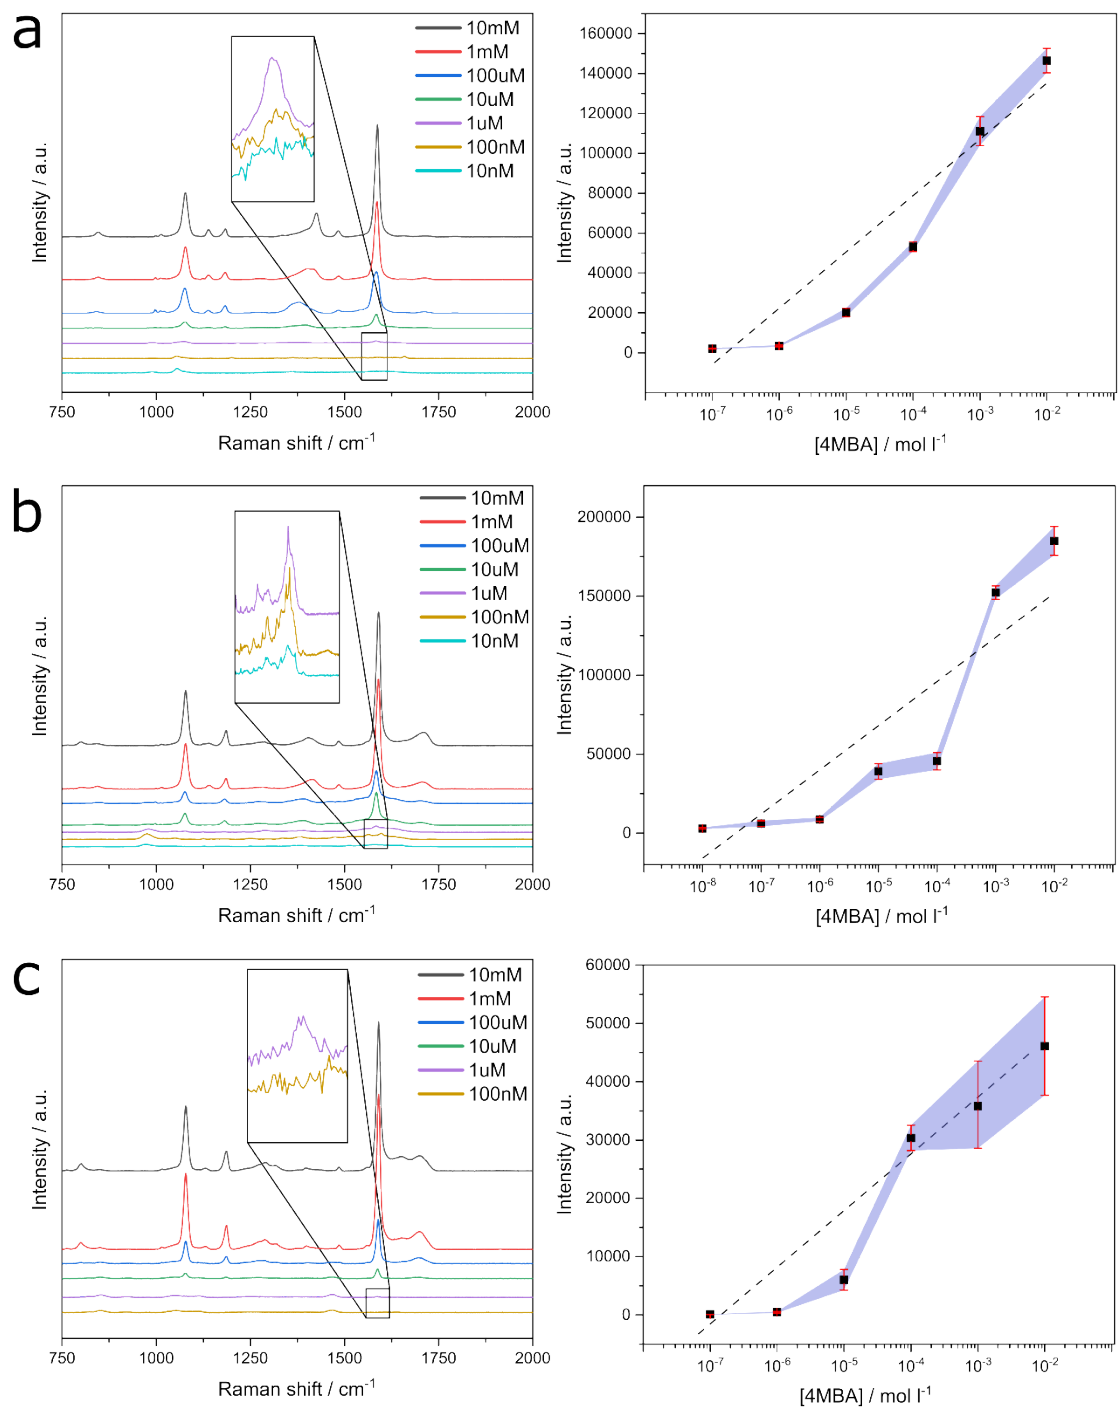 a
10mM
1mM
100uM
10uM
1uM
100nM
10nM
Intensity / a.u.
750 1000 1250 1500 1750 2000
Raman shift / cm-1
160000
140000
120000
100000
80000
60000
40000
20000
0
Intensity / a.u.
10-7 10-6 10-5 10-4 10-3 10-2
[4MBA] / mol l-1
b
10mM
1mM
100uM
10uM
1uM
100nM
10nM
Intensity / a.u.
750 1000 1250 1500 1750 2000
Raman shift / cm-1
200000
150000
100000
50000
0
Intensity / a.u.
10-8 10-7 10-6 10-5 10-4 10-3 10-2
[4MBA] / mol l-1
c
10mM
1mM
100uM
10uM
1uM
100nM
Intensity / a.u.
750 1000 1250 1500 1750 2000
Raman shift / cm-1
60000
50000
40000
30000
20000
10000
0
Intensity / a.u.
10-7 10-6 10-5 10-4 10-3 10-2
[4MBA] / mol l-1